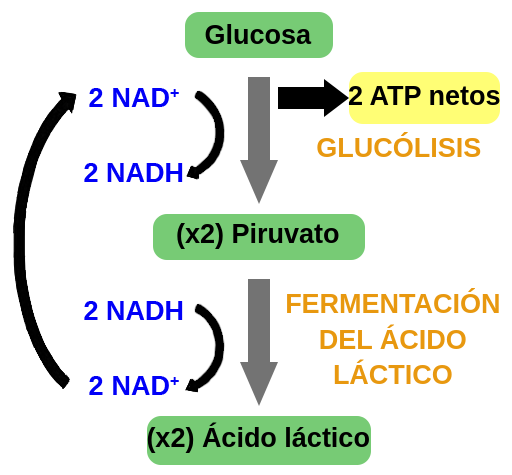 Glucosa
2 NAD⁺
2 ATP netos
GLUCÓLISIS
2 NADH
(x2) Piruvato
2 NADH
FERMENTACIÓN
DEL ÁCIDO
LÁCTICO
2 NAD⁺
(x2) Ácido láctico